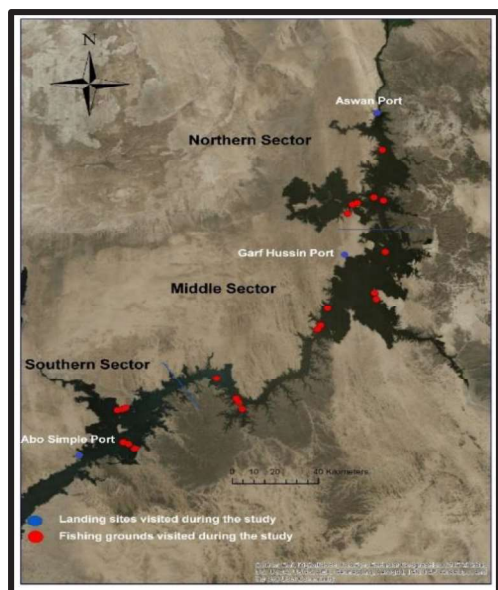 N
Aswan Port
Northern Sector
Garf Hussin Port
Middle Sector
Southern Sector
Abo Simple Port
0 10 20 40 Kilometers
Landing sites visited during the study
Fishing grounds visited during the study